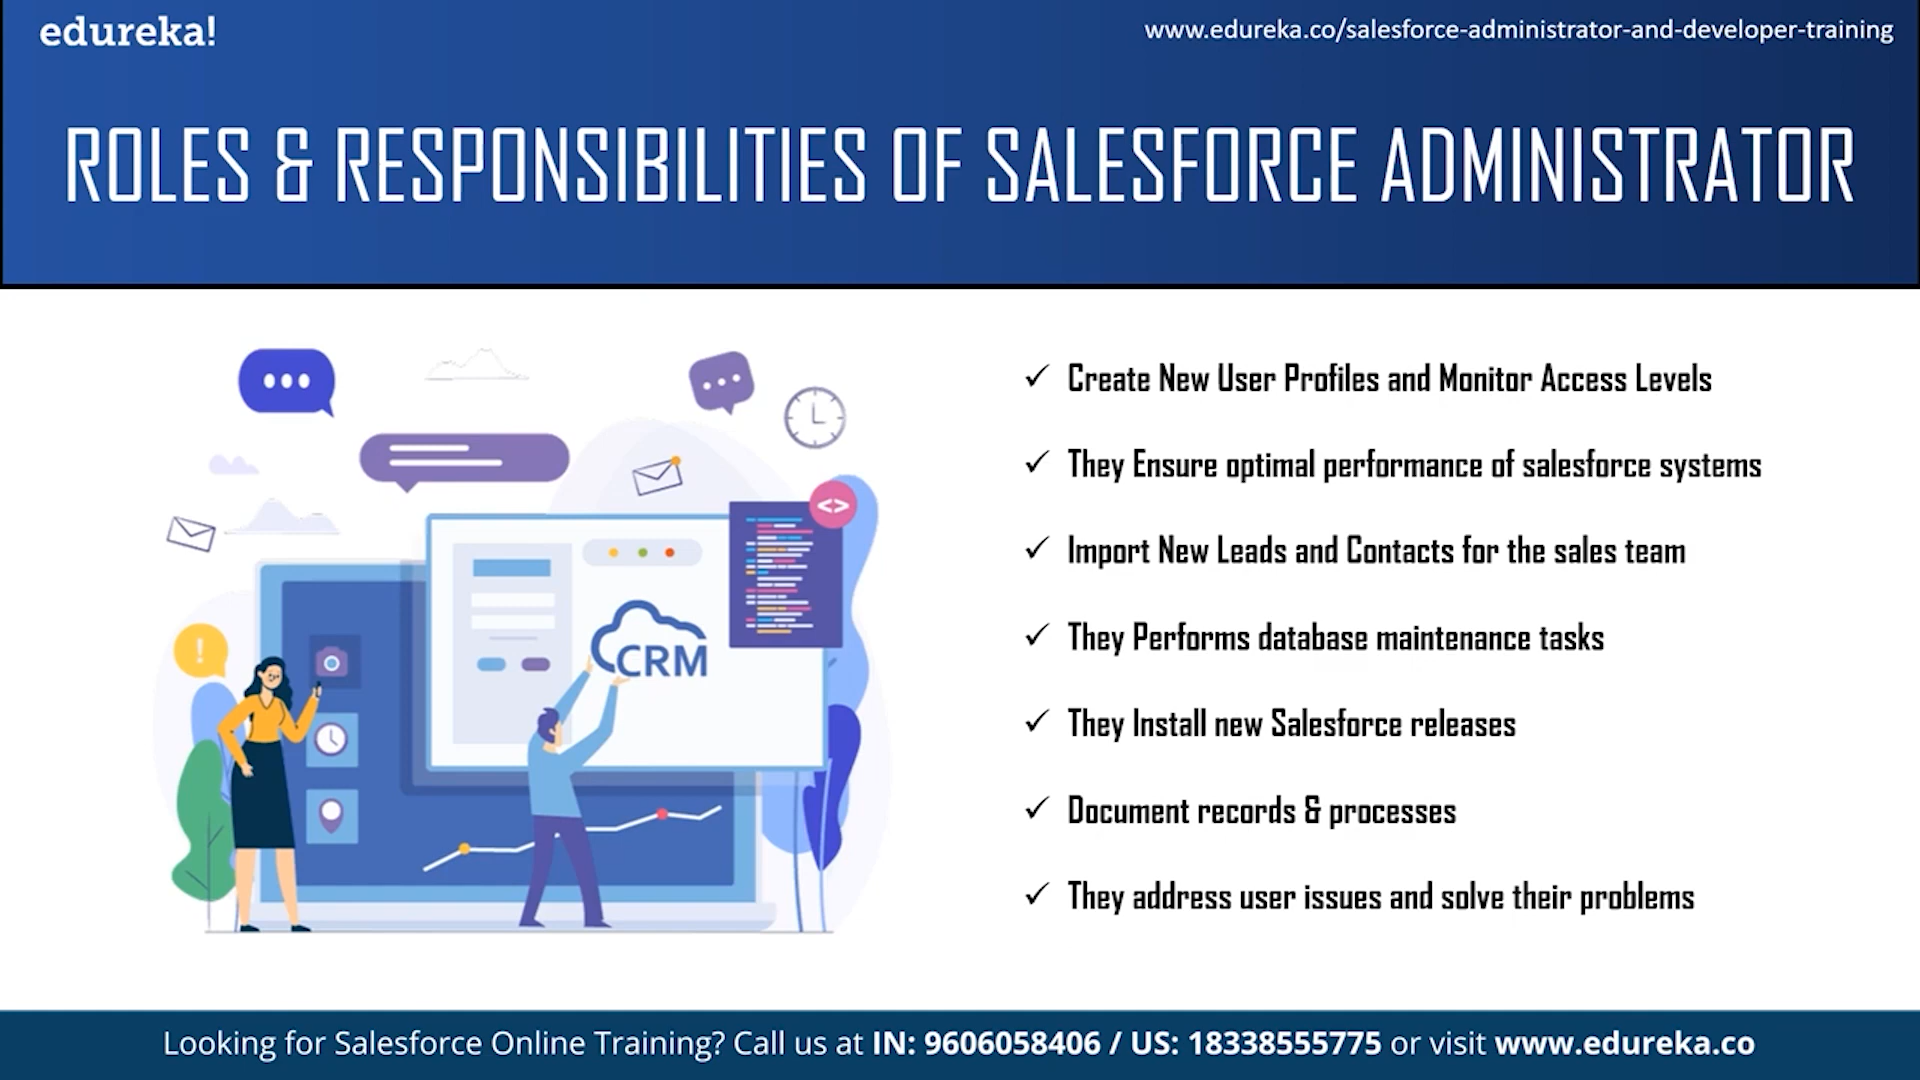 edureka!
www.edureka.co/salesforce-administrator-and-developer-training
ROLES & RESPONSIBILITIES OF SALESFORCE ADMINISTRATOR
✓ Create New User Profiles and Monitor Access Levels
✓ They Ensure optimal performance of salesforce systems
✓ Import New Leads and Contacts for the sales team
✓ They Performs database maintenance tasks
✓ They Install new Salesforce releases
✓ Document records & processes
✓ They address user issues and solve their problems
<>
!
CRM
Looking for Salesforce Online Training? Call us at IN: 9606058406 / US: 18338555775 or visit www.edureka.co